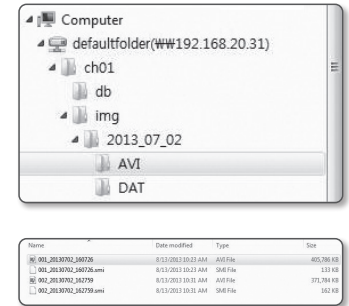 Computer
defaultfolder(₩₩192.168.20.31)
ch01
db
img
2013_07_02
AVI
DAT
Name Date modified Type Size
001_20130702_160726 8/13/2013 10:23 AM AVI File 405,786 KB
001_20130702_160726.smi 8/13/2013 10:23 AM SMI File 133 KB
002_20130702_162759 8/13/2013 10:31 AM AVI File 371,784 KB
002_20130702_162759.smi 8/13/2013 10:31 AM SMI File 162 KB